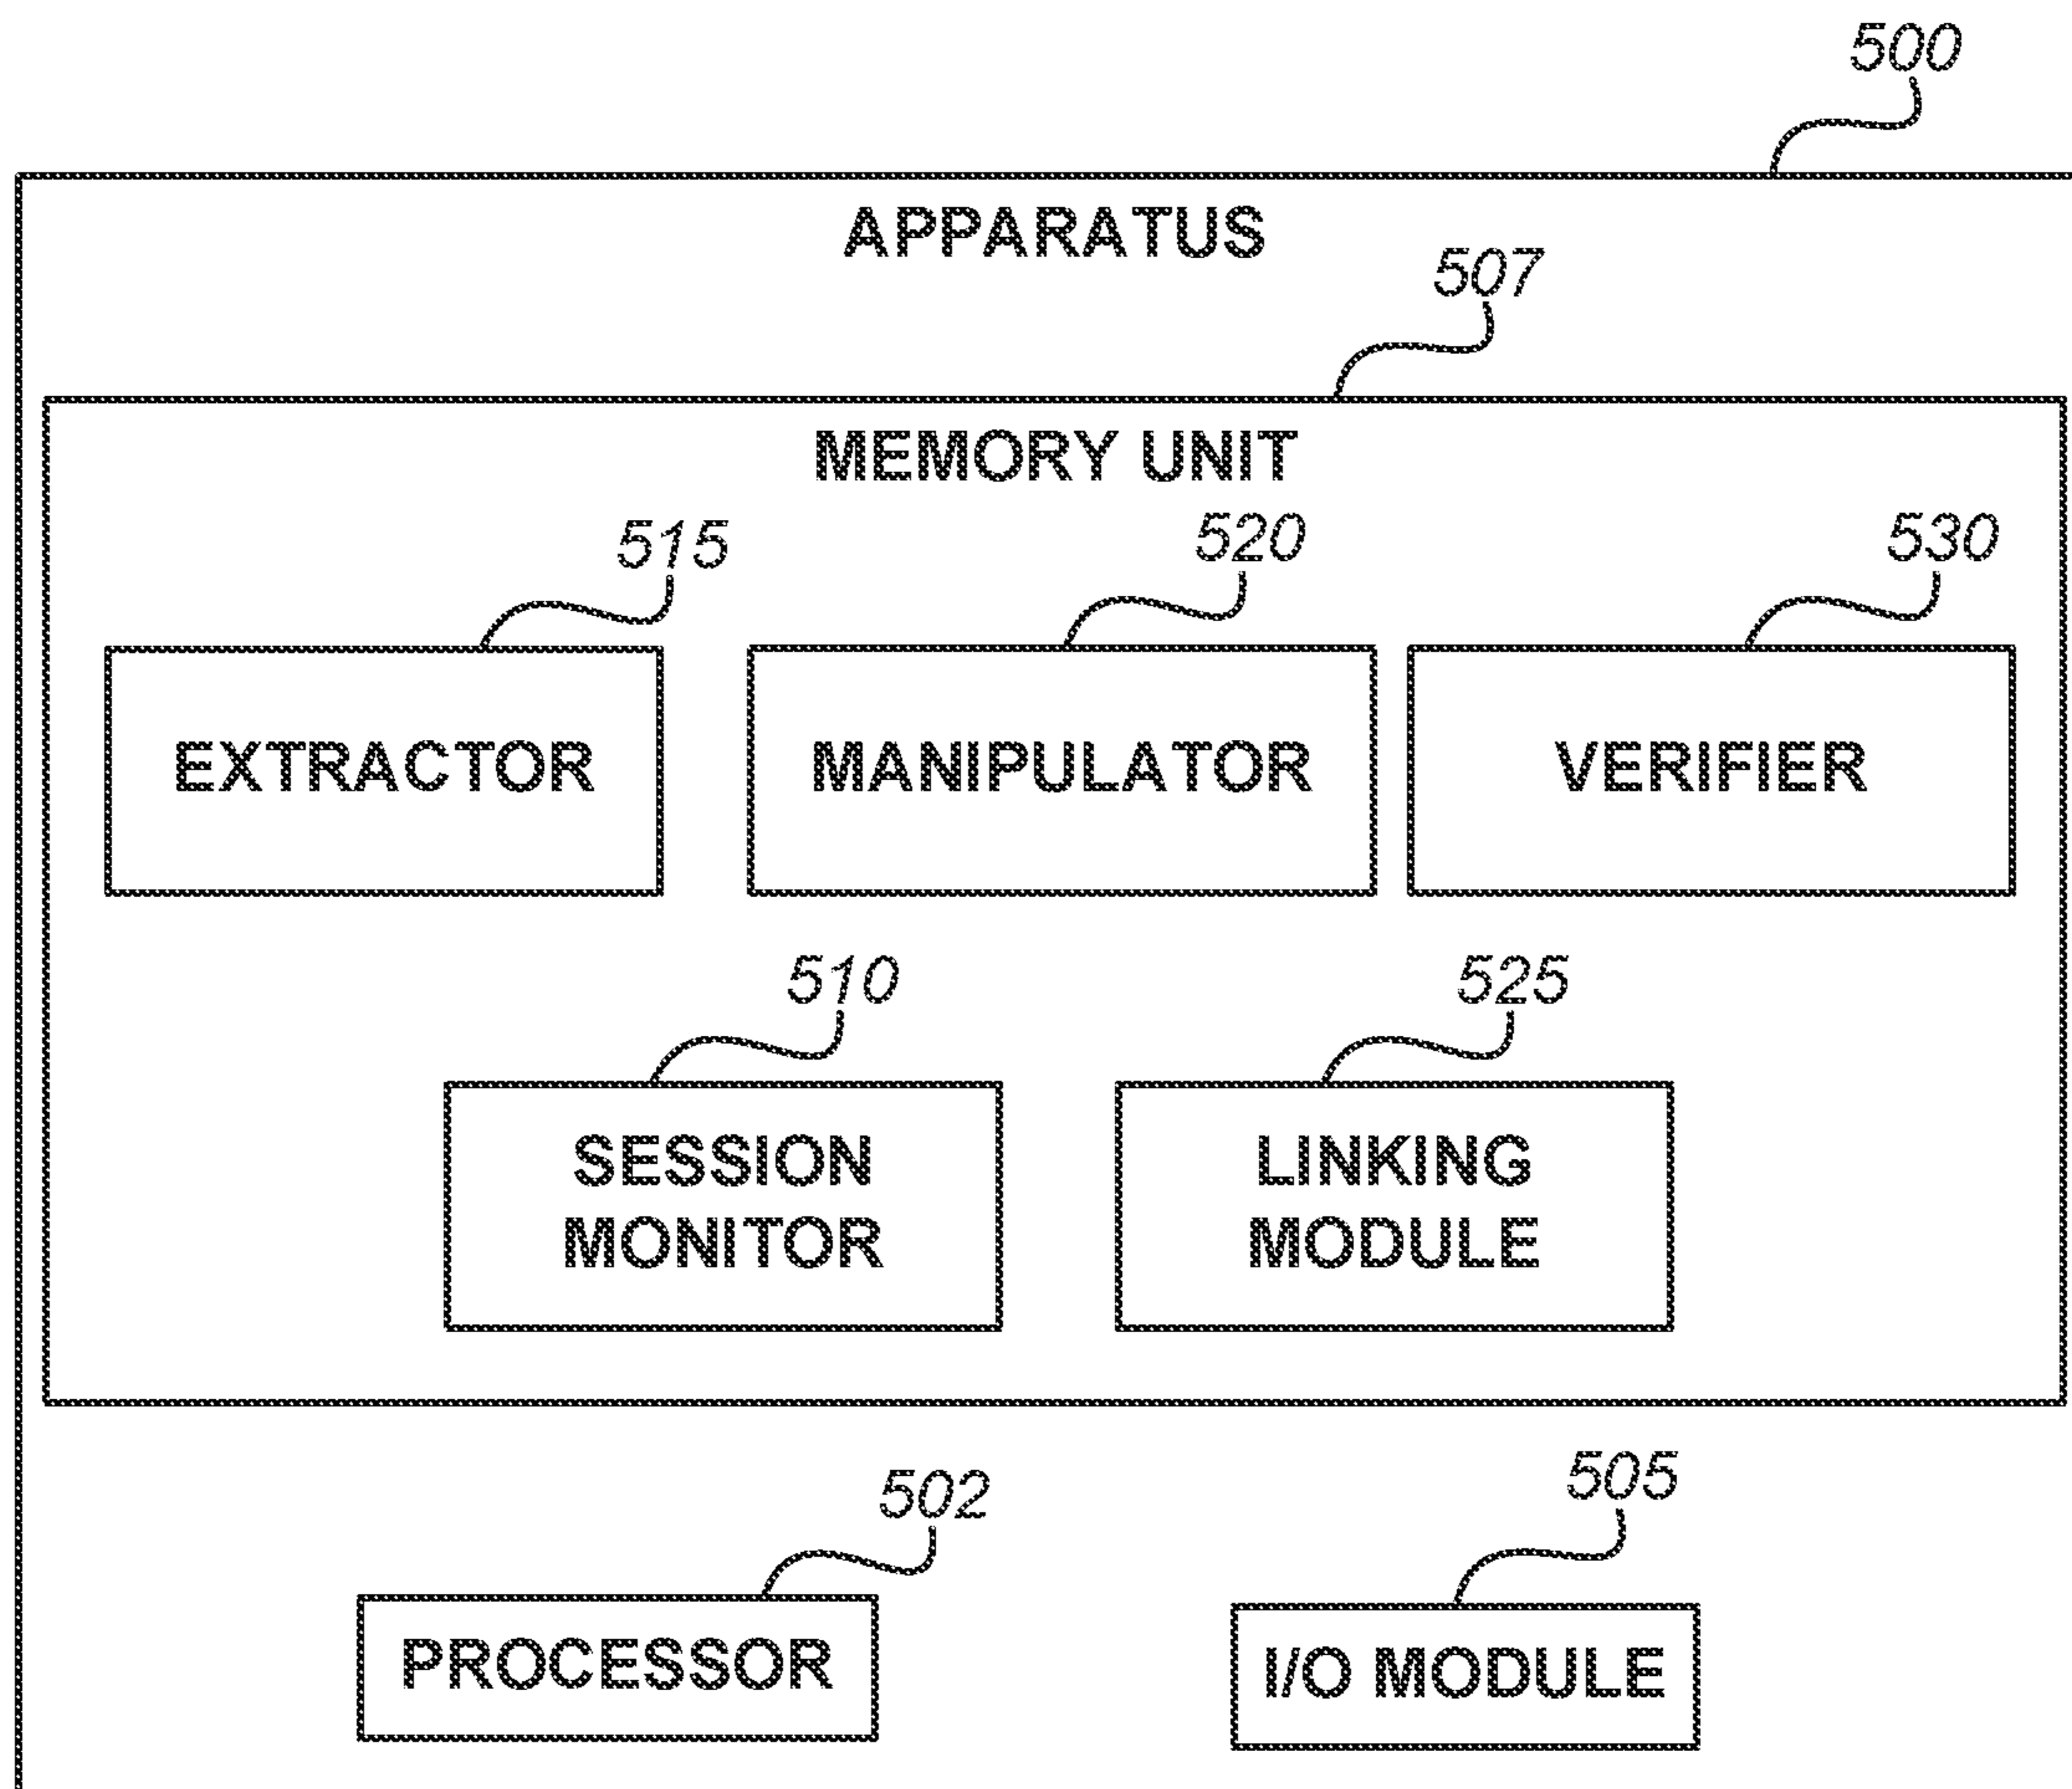 500
APPARATUS
507
MEMORY UNIT
515
520
530
EXTRACTOR
MANIPULATOR
VERIFIER
510
525
SESSION
MONITOR
LINKING
MODULE
502
505
PROCESSOR
I/O MODULE